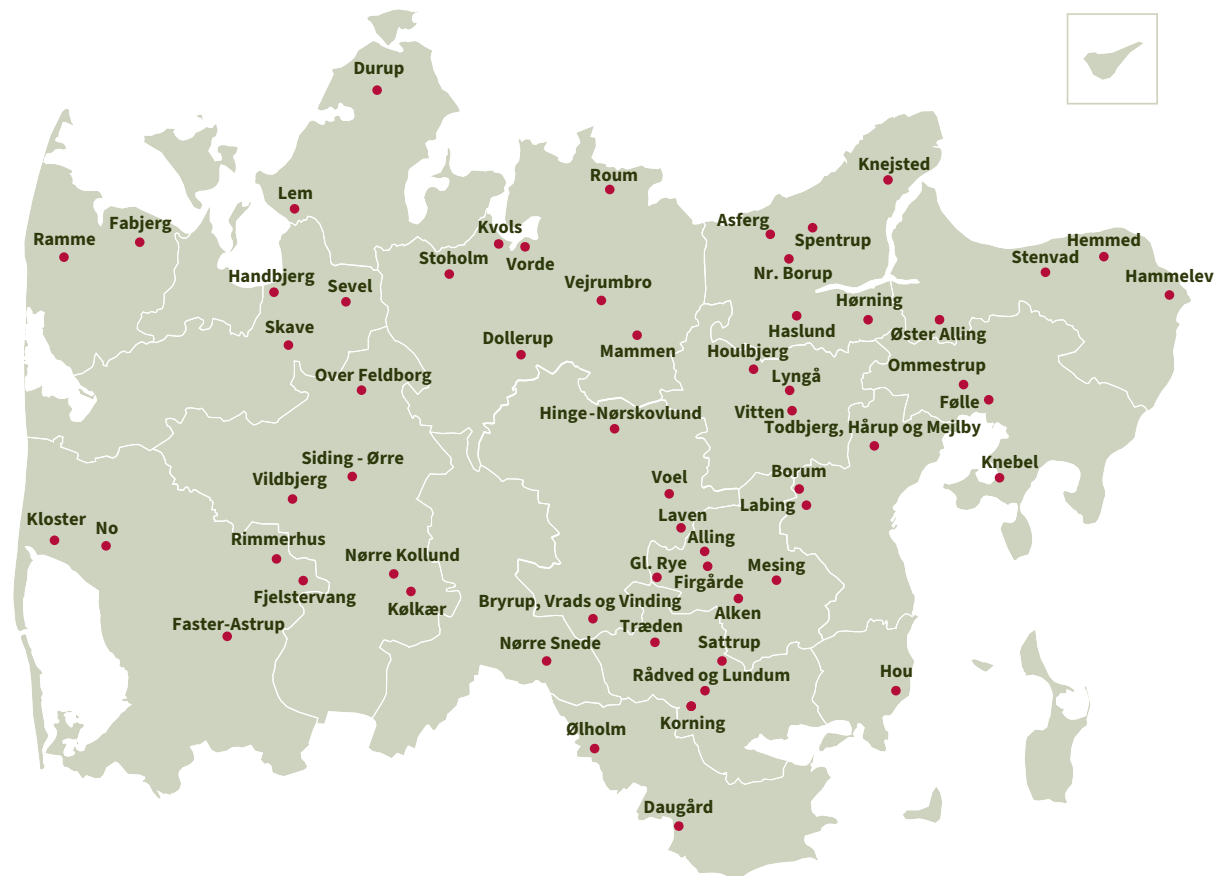 Durup
Knejsted
Roum
Lem
Asferg
Fabjerg
Kvols
Spentrup
Ramme
Hemmed
Stoholm
Vorde
Stenvad
Nr. Borup
Handbjerg
Hammelev
Vejrumbro
Sevel
Hørning
Skave
Haslund
Øster Alling
Dollerup
Mammen
Houlbjerg
Ommestrup
Over Feldborg
Lyngå
Følle
Hinge-Nørskovlund
Vitten
Todbjerg, Hårup og Mejlby
Siding - Ørre
Knebel
Borum
Vildbjerg
Voel
Labing
Laven
Kloster
No
Rimmerhus
Alling
Nørre Kollund
Gl. Rye
Mesing
Firgårde
Fjelstervang
Bryrup, Vrads og Vinding
Kølkær
Alken
Faster-Astrup
Træden
Nørre Snede
Sattrup
Hou
Rådved og Lundum
Korning
Ølholm
Daugård